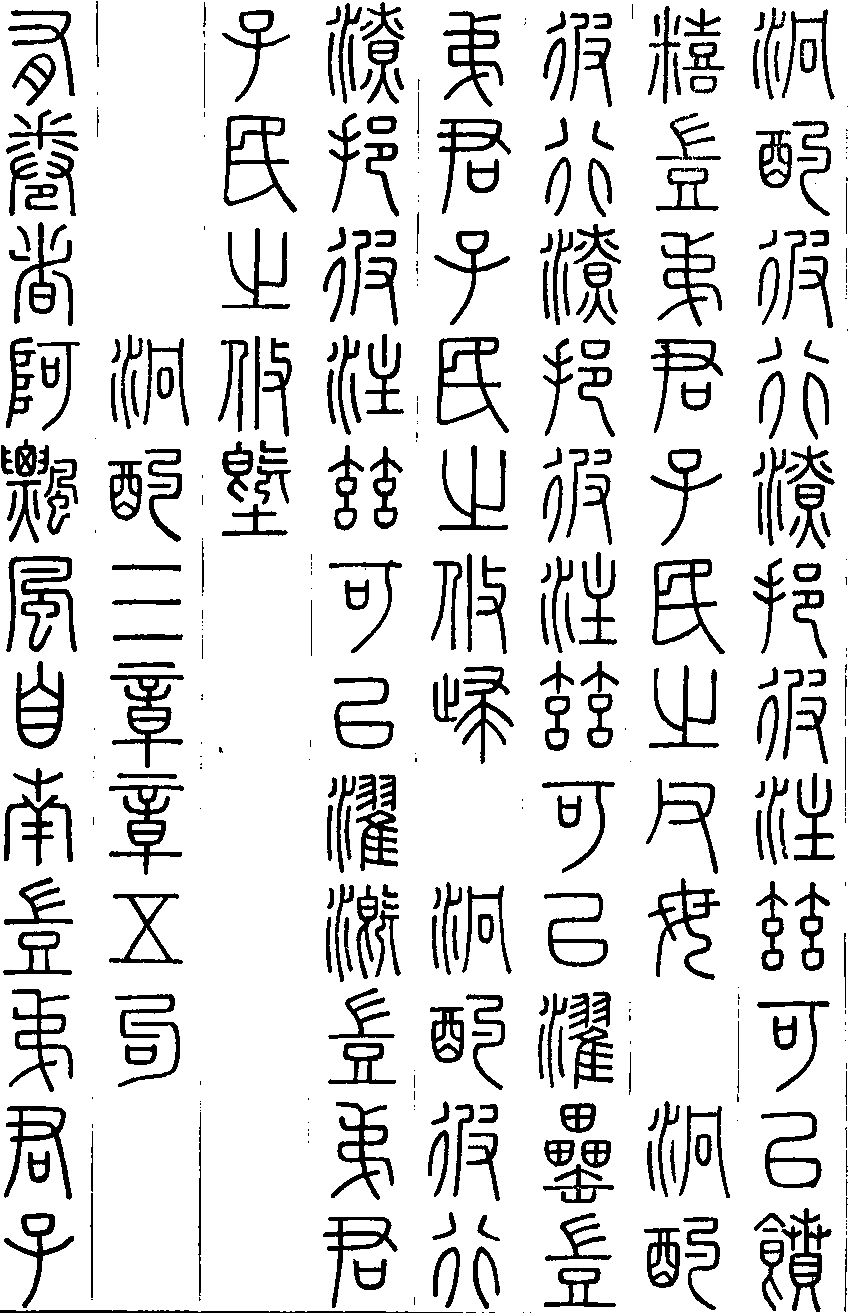 泂酌彼行潦挹彼注茲可以饙
糦豈弟君子民之父母 泂酌
彼行潦挹彼注茲可以濯罍豈
弟君子民之攸歸 泂酌彼行
潦挹彼注茲可以濯溉豈弟君
子民之攸塈
泂酌三章章五句
有卷者阿飄風自南豈弟君子